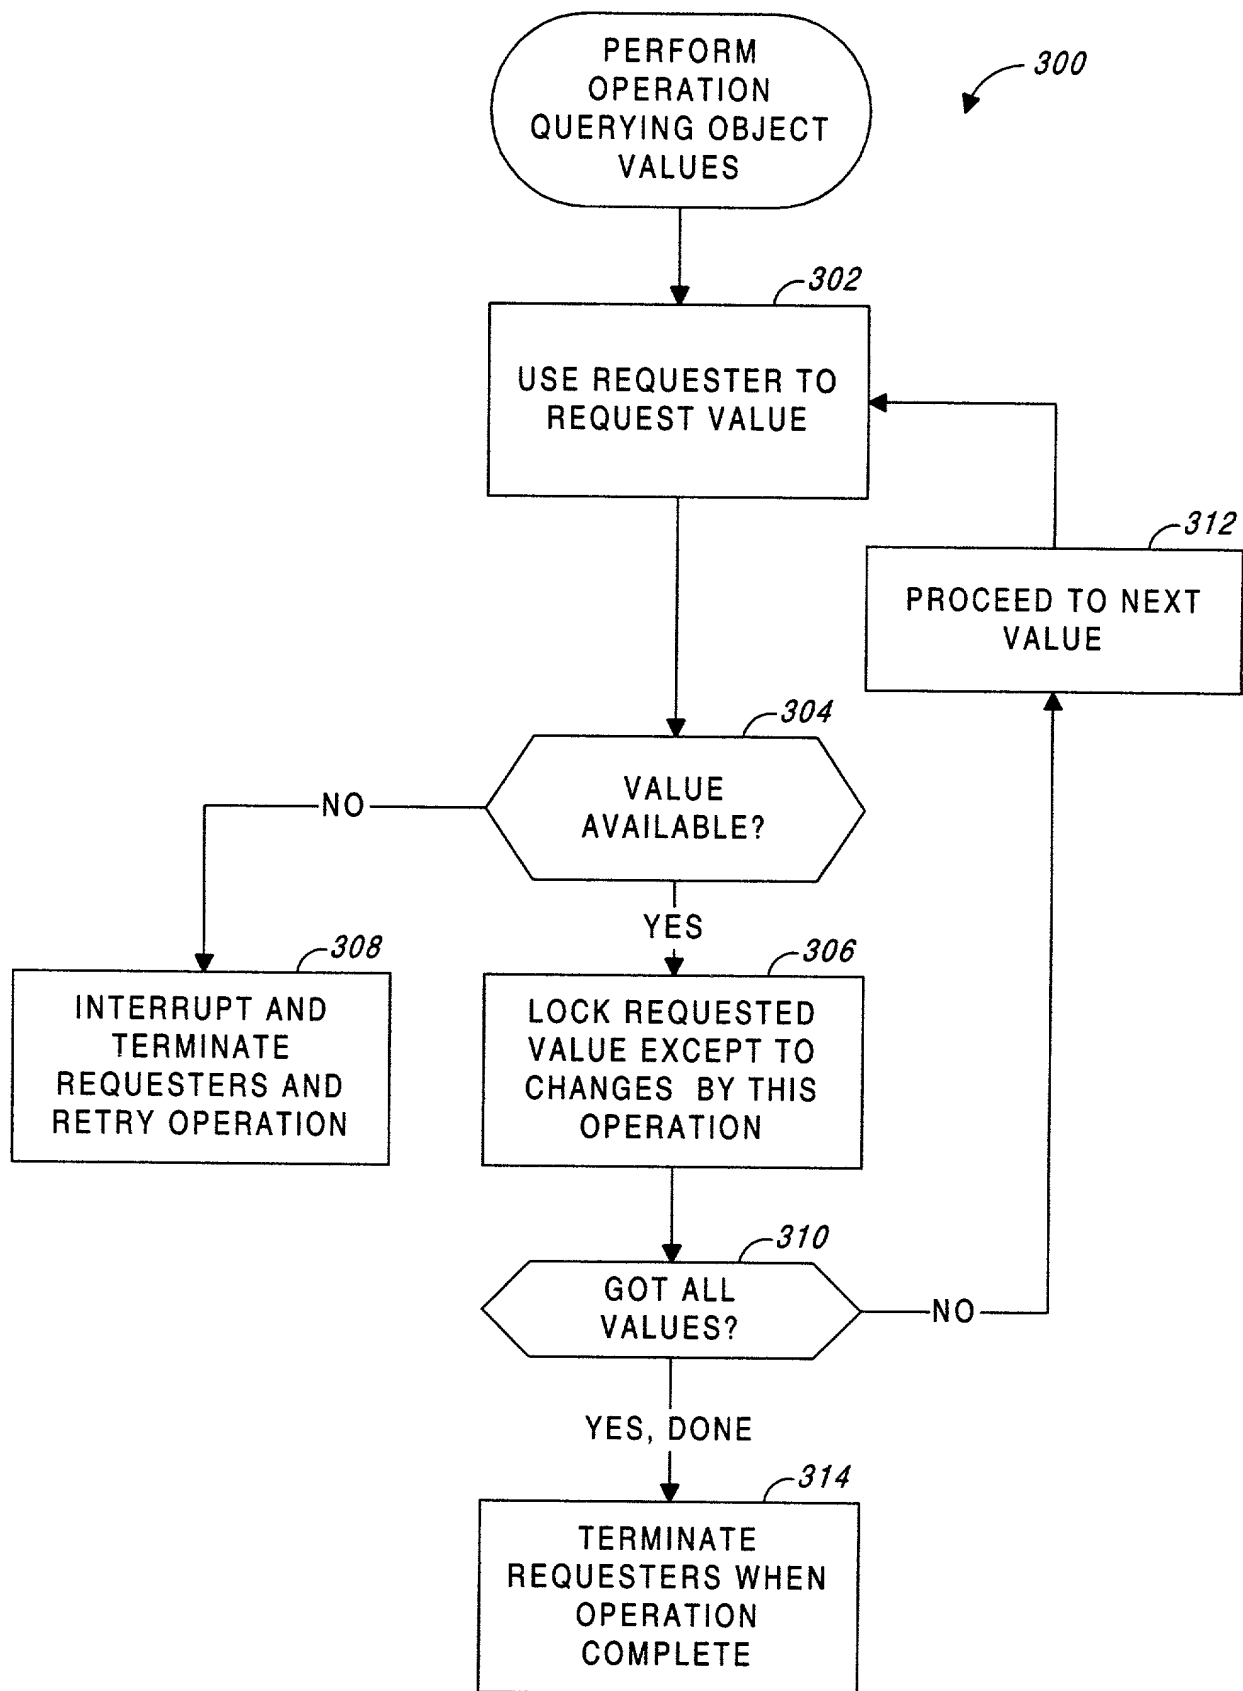 PERFORM
OPERATION
QUERYING OBJECT
VALUES
300
302
USE REQUESTER TO
REQUEST VALUE
312
PROCEED TO NEXT
VALUE
304
VALUE
AVAILABLE?
NO
YES
308
INTERRUPT AND
TERMINATE
REQUESTERS AND
RETRY OPERATION
306
LOCK REQUESTED
VALUE EXCEPT TO
CHANGES BY THIS
OPERATION
310
GOT ALL
VALUES?
NO
YES, DONE
314
TERMINATE
REQUESTERS WHEN
OPERATION
COMPLETE